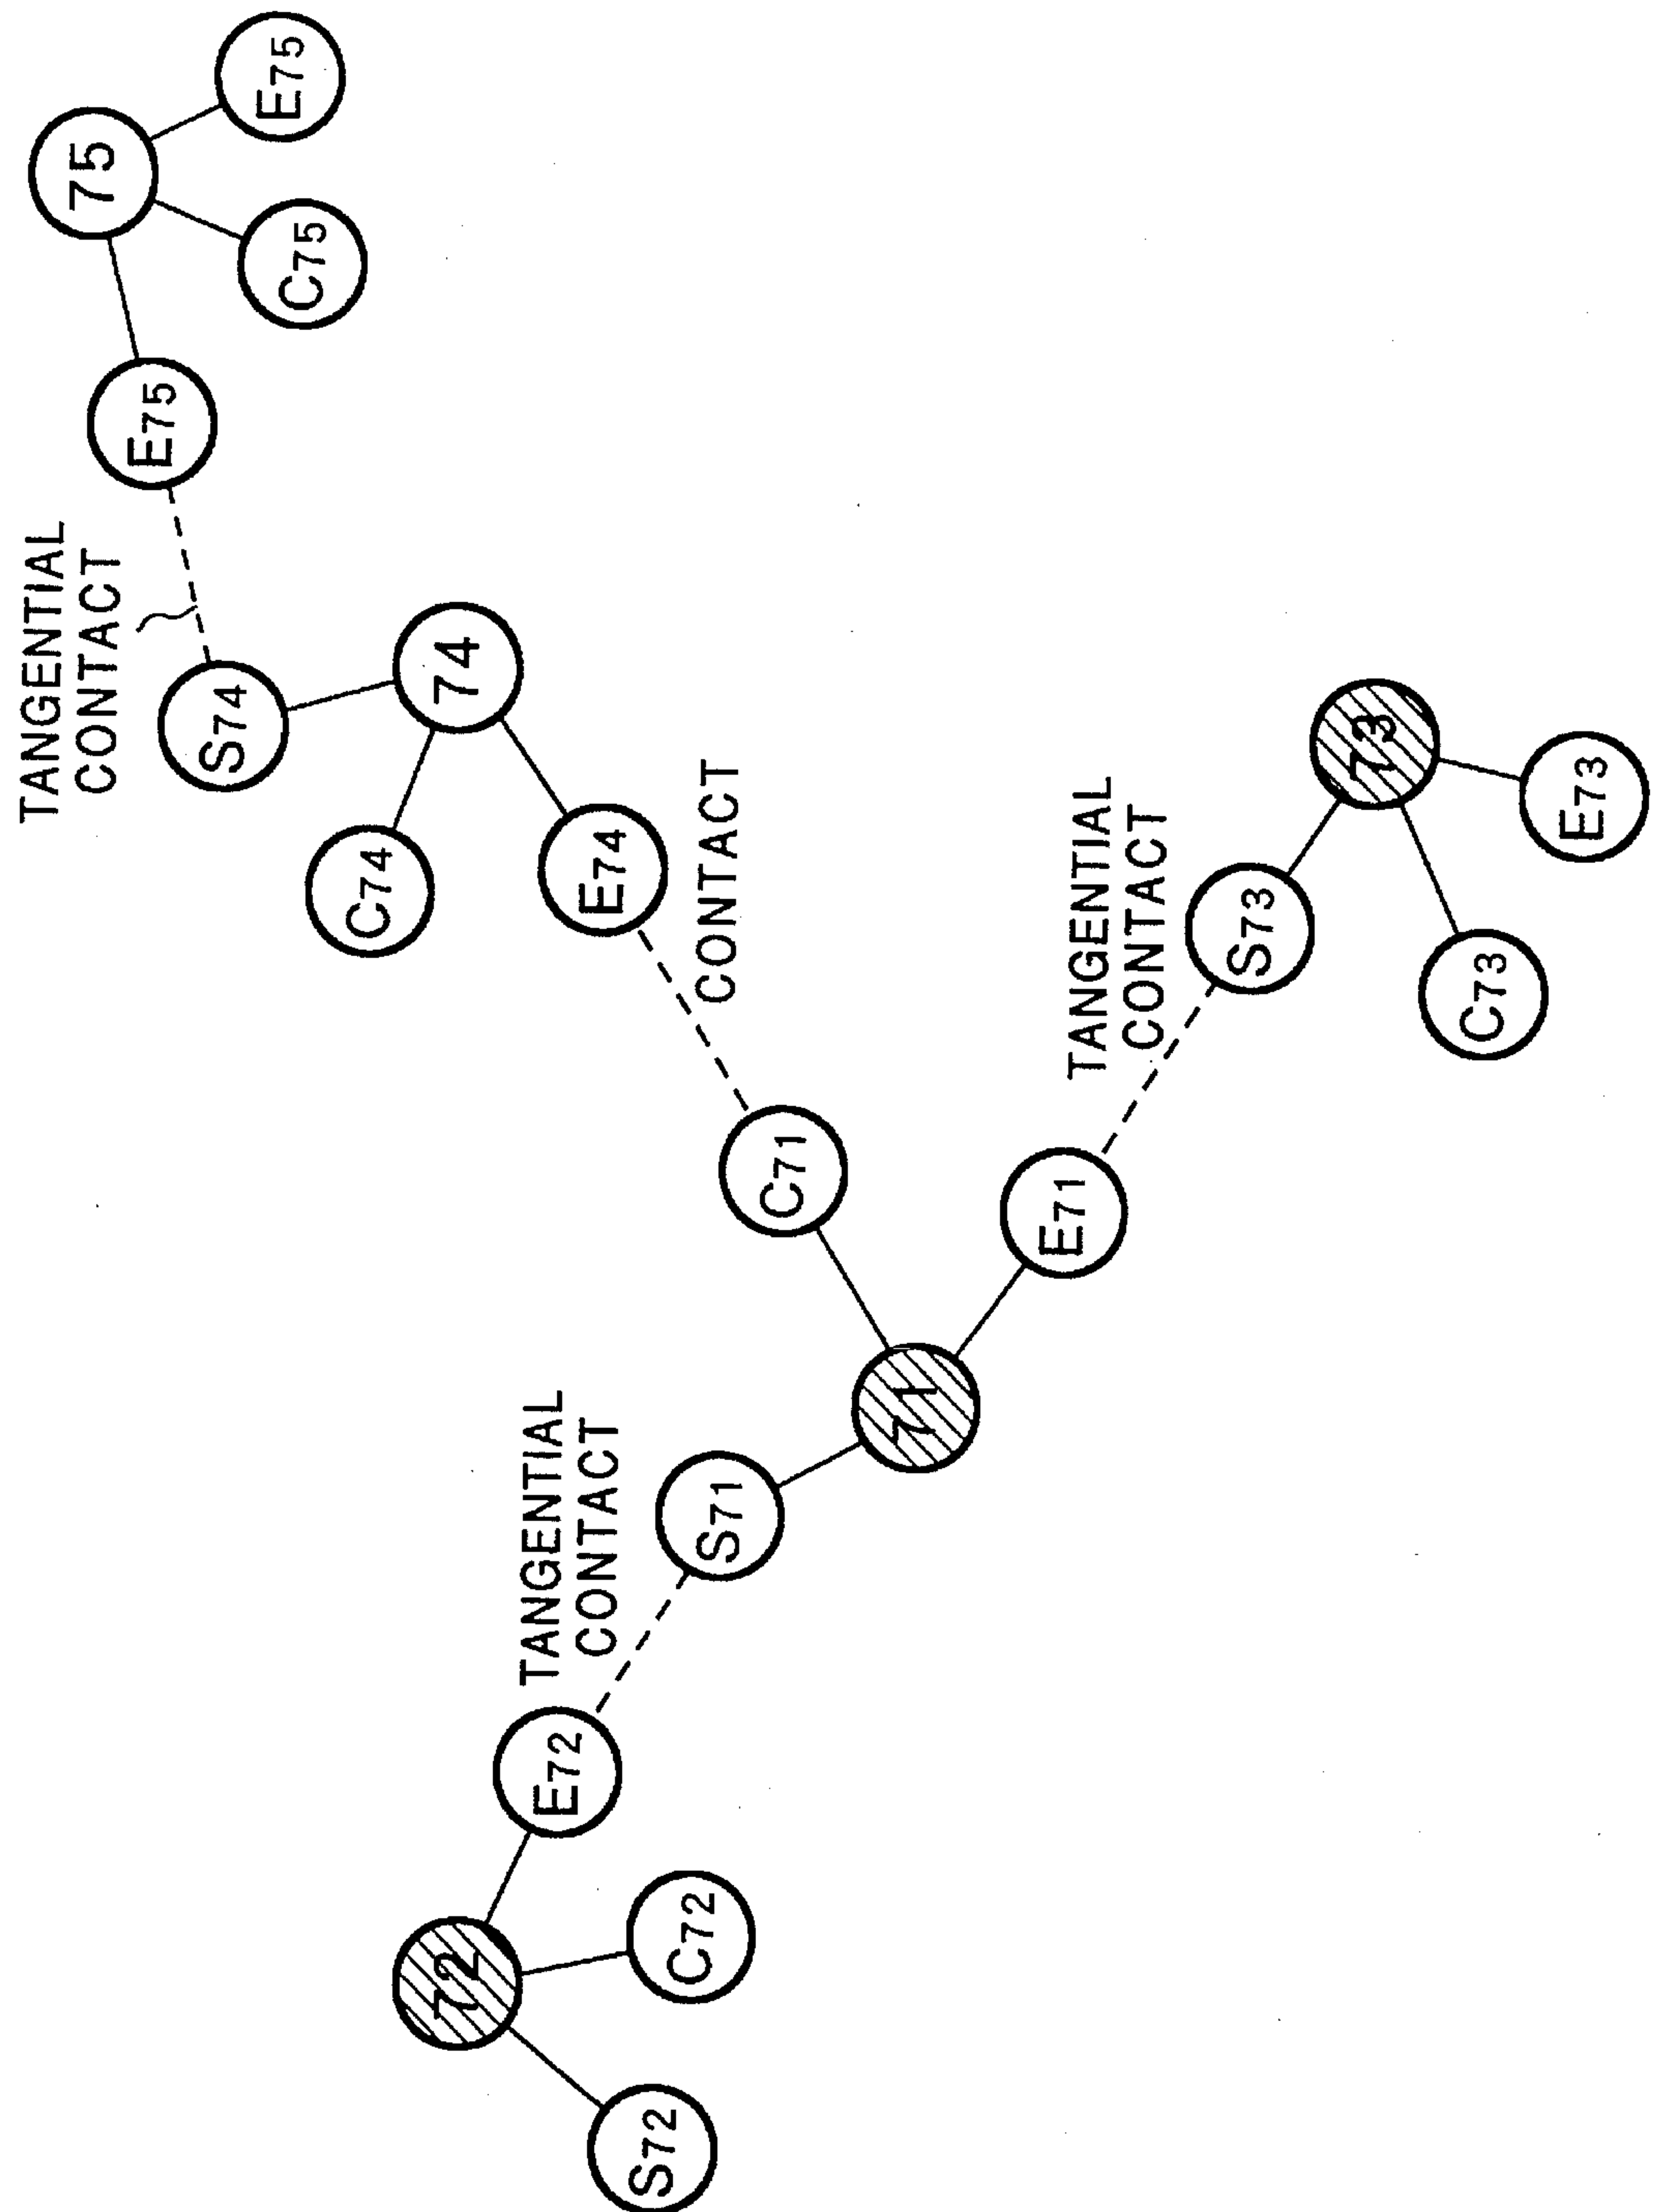 TANGENTIAL
CONTACT
75
E75
S74
E75
C75
C74
72
74
TANGENTIAL
CONTACT
E72
E74
S72
C72
CONTACT
S71
C71
71
E71
TANGENTIAL
CONTACT
S73
73
C73
E73